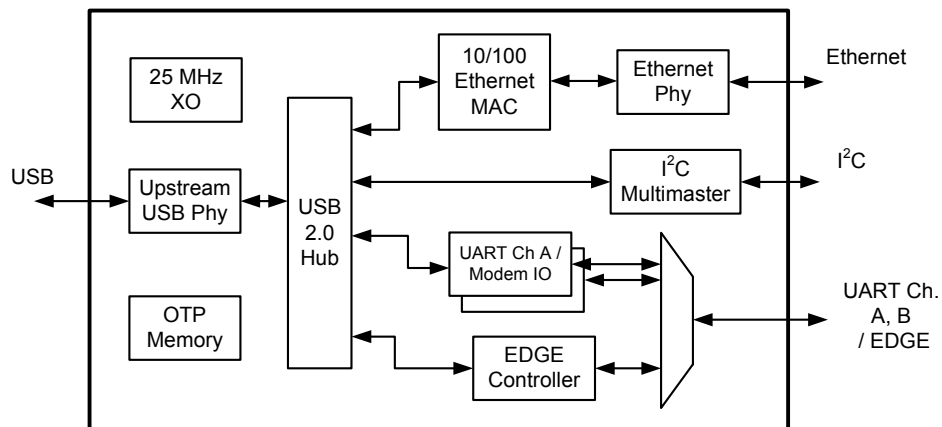 25 MHz
XO
10/100
Ethernet
MAC
Ethernet
Phy
Ethernet
USB
Upstream
USB Phy
USB
2.0
Hub
I²C
Multimaster
I²C
UART Ch A /
Modem IO
OTP
Memory
EDGE
Controller
UART Ch.
A, B
/ EDGE